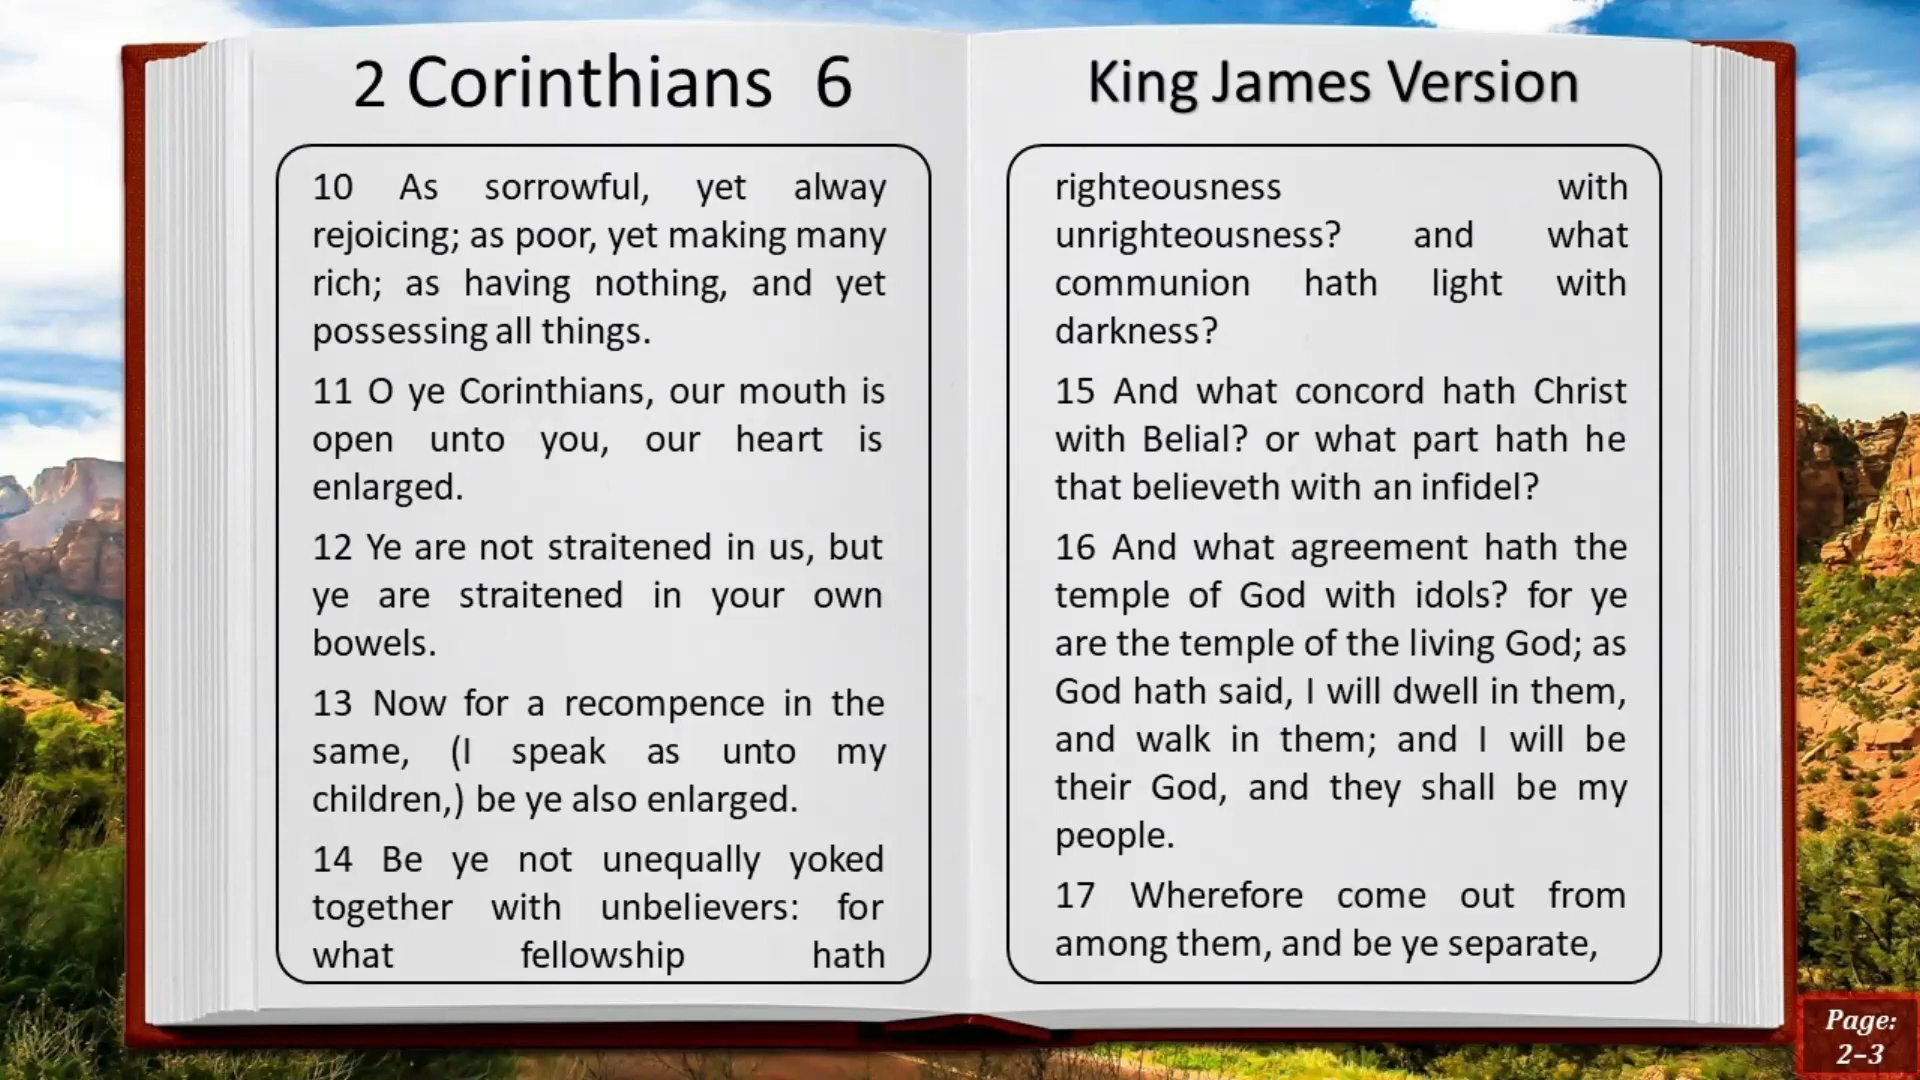 2 Corinthians 6
10 As sorrowful, yet alway
rejoicing; as poor, yet making many
rich; as having nothing, and yet
possessing all things.
11 O ye Corinthians, our mouth is
open unto you, our heart is
enlarged.
12 Ye are not straitened in us, but
ye are straitened in your own
bowels.
13 Now for a recompence in the
same, (I speak as unto my
children,) be ye also enlarged.
14 Be ye not unequally yoked
together with unbelievers: for
what fellowship hath
King James Version
righteousness with
unrighteousness? and what
communion hath light with
darkness?
15 And what concord hath Christ
with Belial? or what part hath he
that believeth with an infidel?
16 And what agreement hath the
temple of God with idols? for ye
are the temple of the living God; as
God hath said, I will dwell in them,
and walk in them; and I will be
their God, and they shall be my
people.
17 Wherefore come out from
among them, and be ye separate,
Page:
2-3